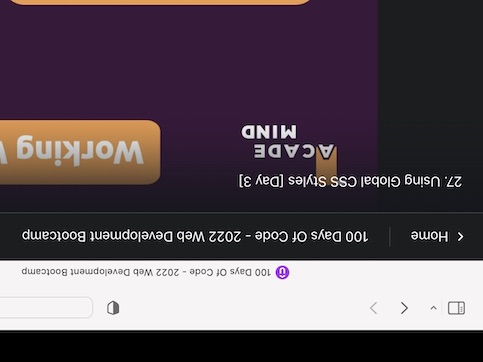 100 Days Of Code - 2022 Web Development Bootcamp
Home
100 Days Of Code - 2022 Web Development Bootcamp
27. Using Global CSS Styles [Day 3]
ACADE
MIND
Working